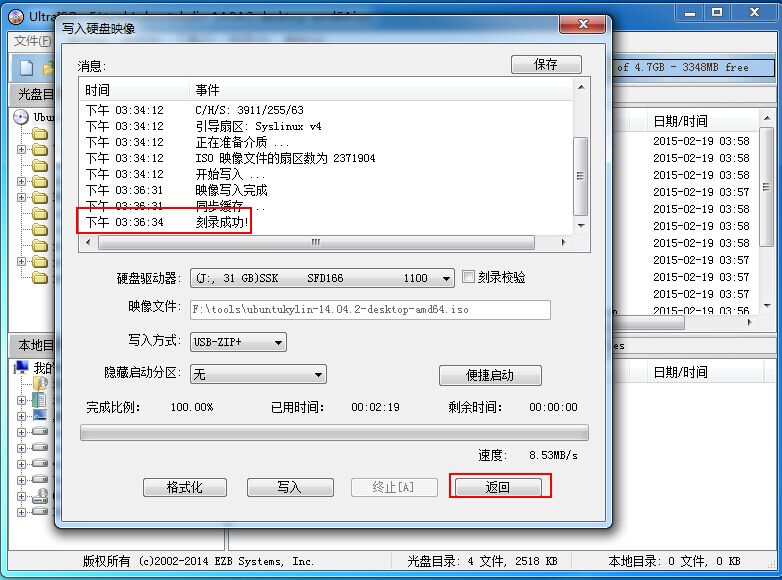 写入硬盘映像
文件(F)
消息:
保存
of 4.7GB - 3348MB free
光盘目
时间 事件
下午 03:34:12 C/H/S: 3911/255/63
下午 03:34:12 引导扇区: Syslinux v4
下午 03:34:12 正在准备介质 ...
下午 03:34:12 ISO 映像文件的扇区数为 2371904
下午 03:34:12 开始写入 ...
下午 03:36:31 映像写入完成
下午 03:36:31 同步缓存 ...
下午 03:36:34 刻录成功!
日期/时间
2015-02-19 03:58
2015-02-19 03:58
2015-02-19 03:58
2015-02-19 03:58
2015-02-19 03:58
2015-02-19 03:58
2015-02-19 03:58
2015-02-19 03:57
2015-02-19 03:57
2015-02-19 03:57
2015-02-19 03:56
硬盘驱动器: (J:, 31 GB)SSK SFD166 1100 刻录校验
映像文件: F:\tools\ubuntukylin-14.04.2-desktop-amd64.iso
写入方式: USB-ZIP+
隐藏启动分区: 无
便捷启动
完成比例: 100.00% 已用时间: 00:02:19 剩余时间: 00:00:00
速度: 8.53MB/s
格式化 写入 终止[A] 返回
本地目
我的
日期/时间
版权所有 (c)2002-2014 EZB Systems, Inc. 光盘目录: 4 文件, 2518 KB 本地目录: 0 文件, 0 KB